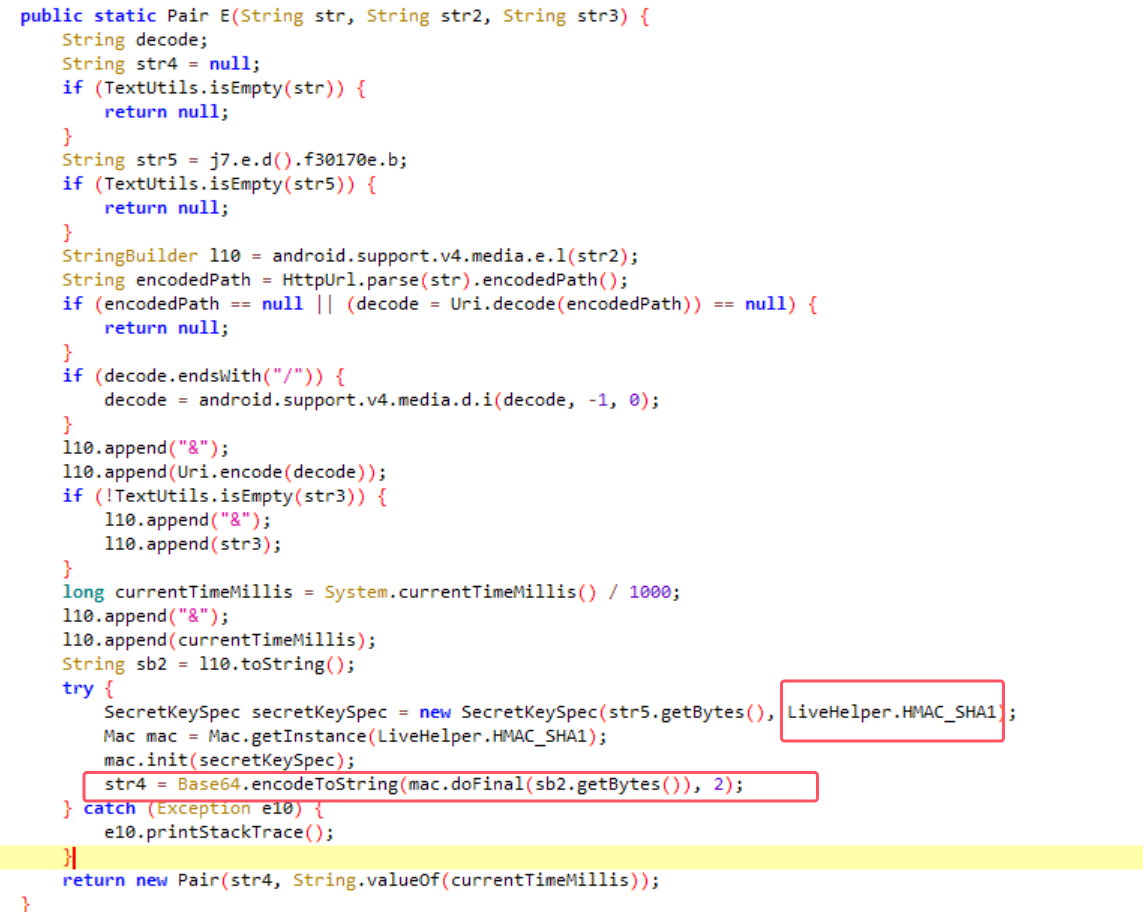 public static Pair E(String str, String str2, String str3) {
    String decode;
    String str4 = null;
    if (TextUtils.isEmpty(str)) {
        return null;
    }
    String str5 = j7.e.d().f30170e.b;
    if (TextUtils.isEmpty(str5)) {
        return null;
    }
    StringBuilder l10 = android.support.v4.media.e.l(str2);
    String encodedPath = HttpUrl.parse(str).encodedPath();
    if (encodedPath == null || (decode = Uri.decode(encodedPath)) == null) {
        return null;
    }
    if (decode.endsWith("/")) {
        decode = android.support.v4.media.d.i(decode, -1, 0);
    }
    l10.append("&");
    l10.append(Uri.encode(decode));
    if (!TextUtils.isEmpty(str3)) {
        l10.append("&");
        l10.append(str3);
    }
    long currentTimeMillis = System.currentTimeMillis() / 1000;
    l10.append("&");
    l10.append(currentTimeMillis);
    String sb2 = l10.toString();
    try {
        SecretKeySpec secretKeySpec = new SecretKeySpec(str5.getBytes(), LiveHelper.HMAC_SHA1);
        Mac mac = Mac.getInstance(LiveHelper.HMAC_SHA1);
        mac.init(secretKeySpec);
        str4 = Base64.encodeToString(mac.doFinal(sb2.getBytes()), 2);
    } catch (Exception e10) {
        e10.printStackTrace();
    }
    return new Pair(str4, String.valueOf(currentTimeMillis));
}